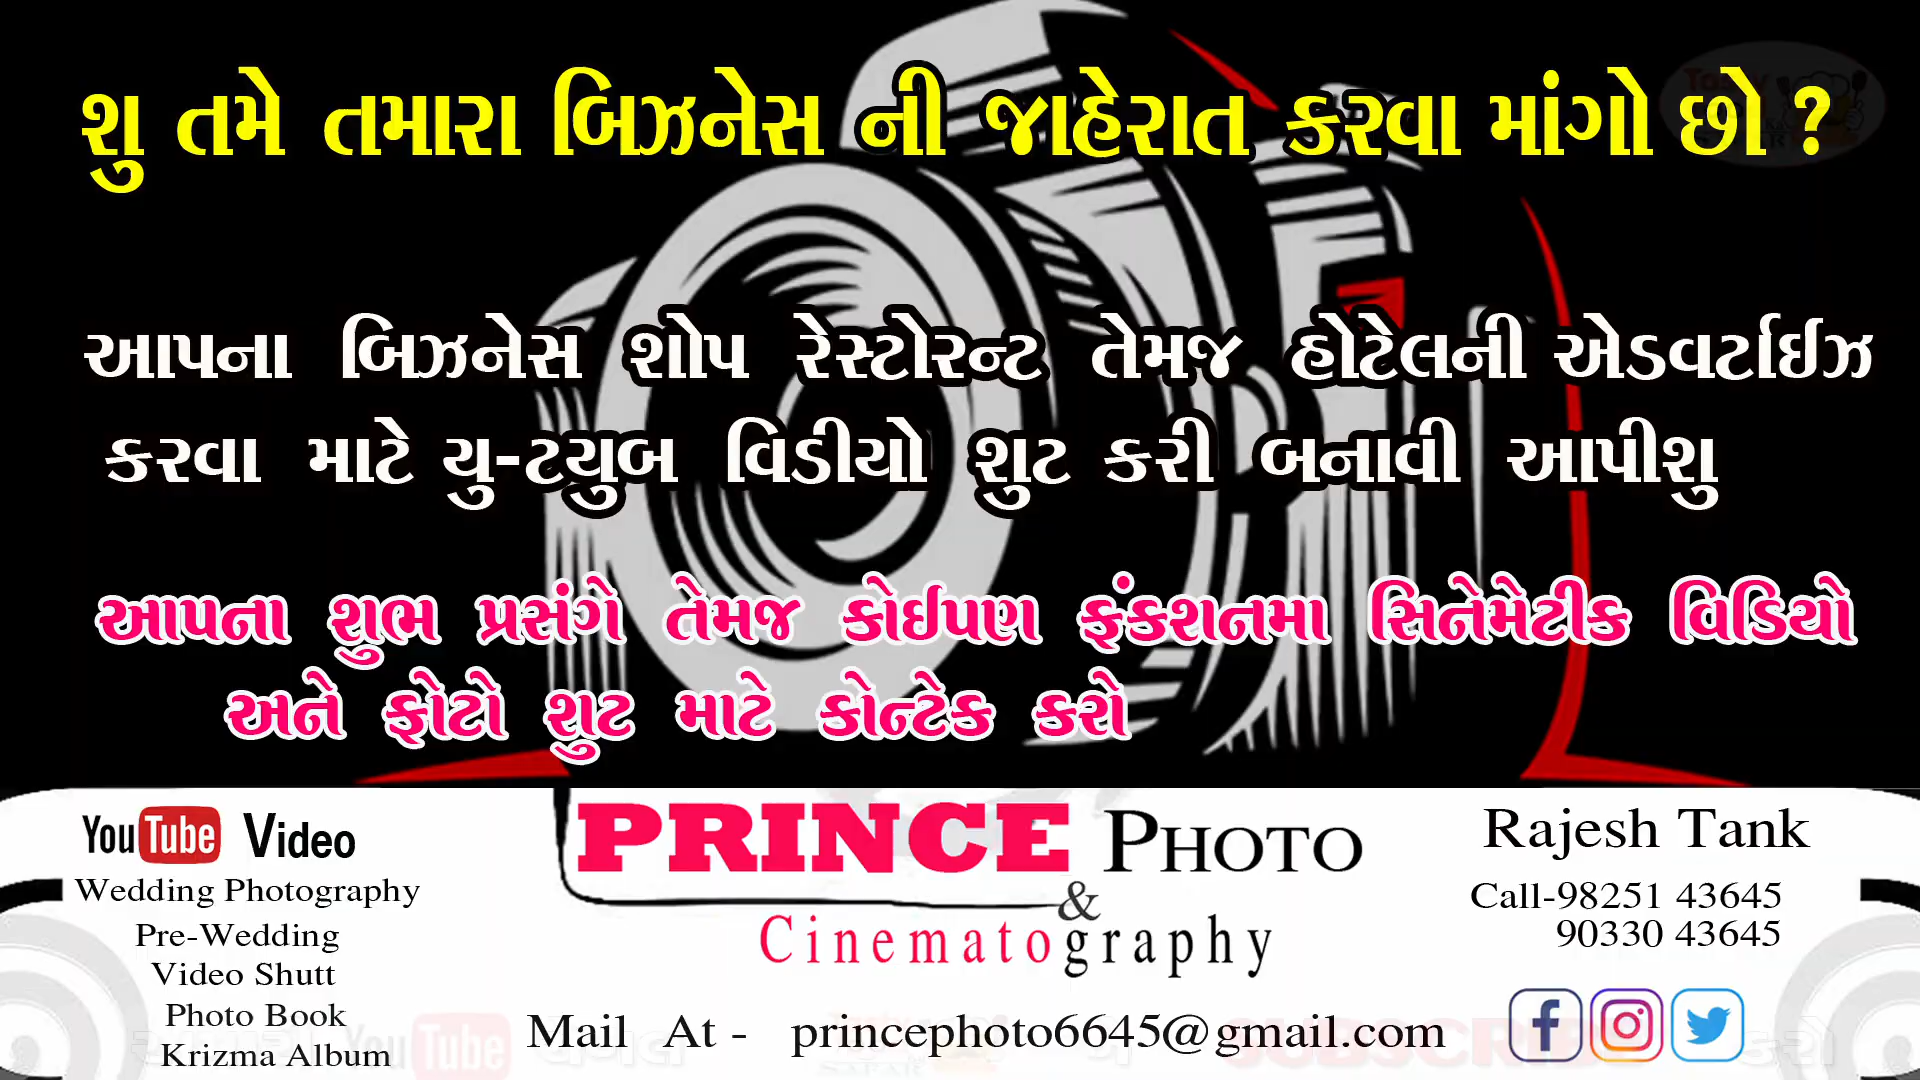 શુ તમે તમારા બિઝનેસ ની જાહેરાત કરવા માંગો છો ?
આપના બિઝનેસ શોપ રેસ્ટોરન્ટ તેમજ હોટેલની એડવર્ટાઈઝ
કરવા માટે યુ-ટયુબ વિડીયો શુટ કરી બનાવી આપીશુ
આપના શુભ પ્રસંગે તેમજ કોઈપણ ફંકશનમા સિનેમેટીક વિડિયો
અને ફોટો શુટ માટે કોન્ટેક કરો
YouTube Video
Wedding Photography
Pre-Wedding
Video Shutt
Photo Book
Krizma Album
PRINCE PHOTO
&
Cinematography
Mail At - princephoto6645@gmail.com
Rajesh Tank
Call-98251 43645
90330 43645